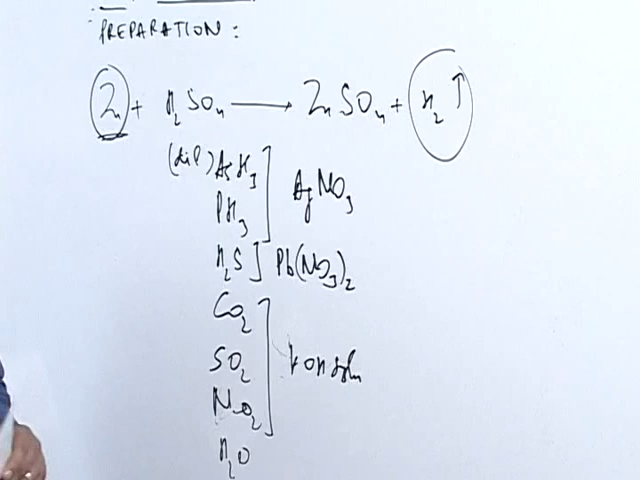 PREPARATION:
Zn + H2SO4 ⟶ ZnSO4 + H2 ↑
(dil)
AsH3
PH3
] AgNO3
H2S ] Pb(NO3)2
CO2
SO2
NO2
] KOH soln
H2O